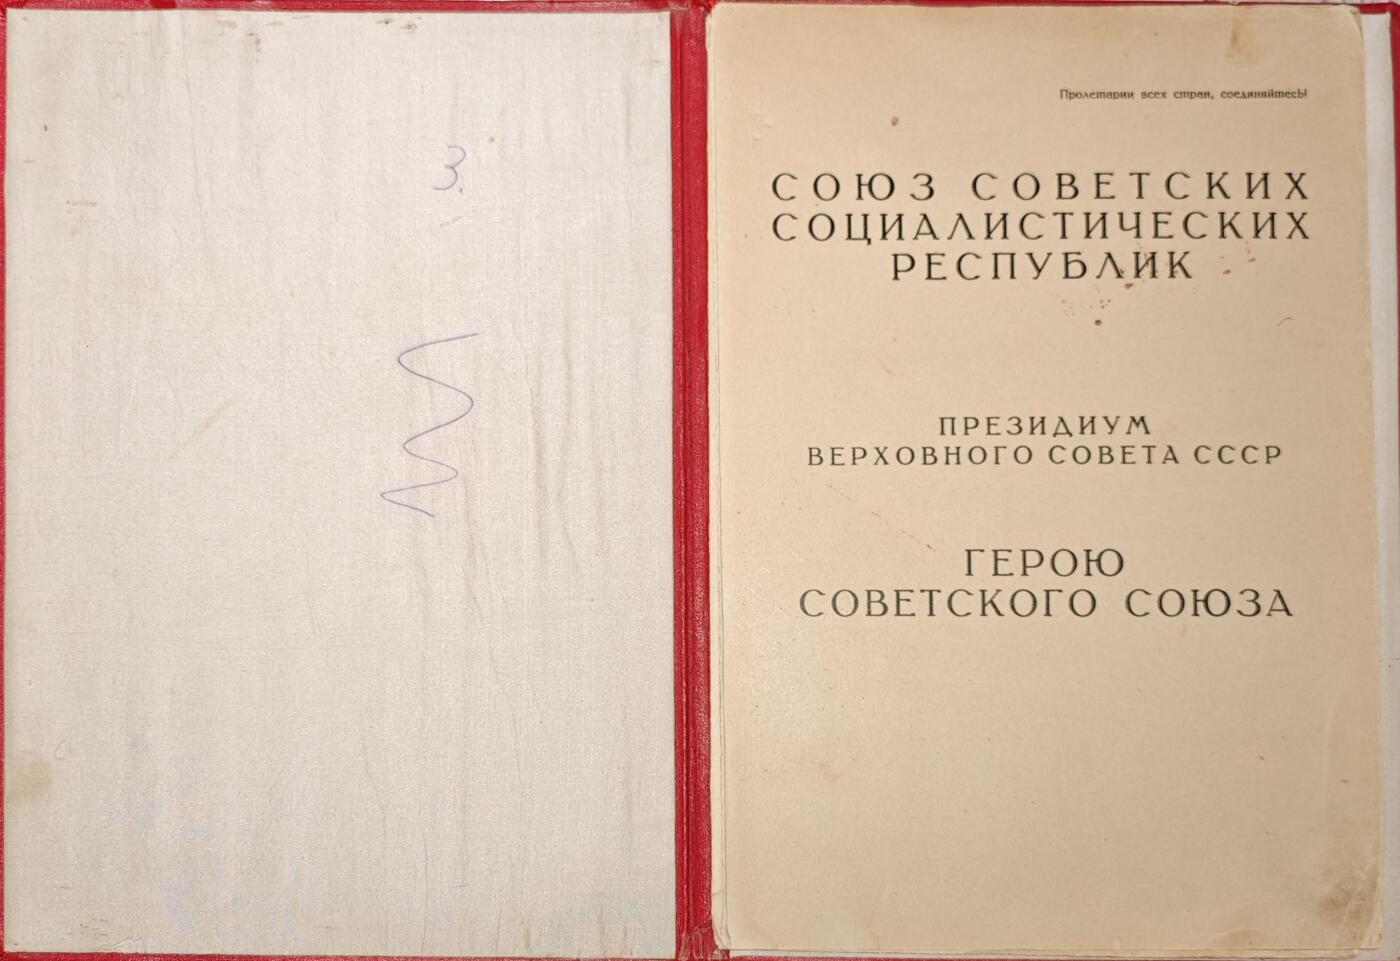 Пролетарии всех стран, соединяйтесь!
СОЮЗ СОВЕТСКИХ
СОЦИАЛИСТИЧЕСКИХ
РЕСПУБЛИК
ПРЕЗИДИУМ
ВЕРХОВНОГО СОВЕТА СССР
ГЕРОЮ
СОВЕТСКОГО СОЮЗА